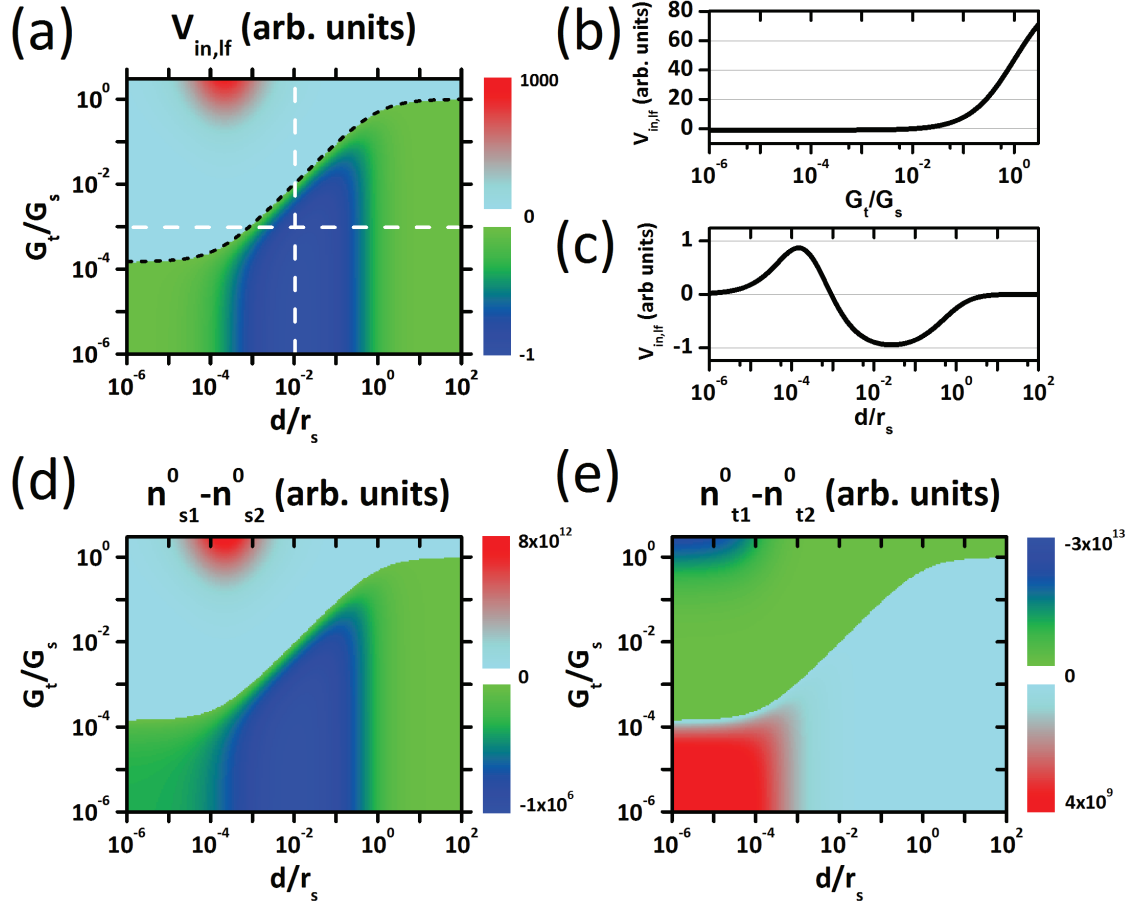 (a) V_in,lf (arb. units)
10^0
10^-2
10^-4
10^-6
G_t/G_s
10^-6 10^-4 10^-2 10^0 10^2
d/r_s
1000
0
-1
(b)
80
60
40
20
0
V_in,lf (arb. units)
10^-6 10^-4 10^-2 10^0
G_t/G_s
(c)
1
0
-1
V_in,lf (arb units)
10^-6 10^-4 10^-2 10^0 10^2
d/r_s
(d)
n^0_s1-n^0_s2 (arb. units)
10^0
10^-2
10^-4
10^-6
G_t/G_s
10^-6 10^-4 10^-2 10^0 10^2
d/r_s
8x10^12
0
-1x10^6
(e)
n^0_t1-n^0_t2 (arb. units)
10^0
10^-2
10^-4
10^-6
G_t/G_s
10^-6 10^-4 10^-2 10^0 10^2
d/r_s
-3x10^13
0
4x10^9